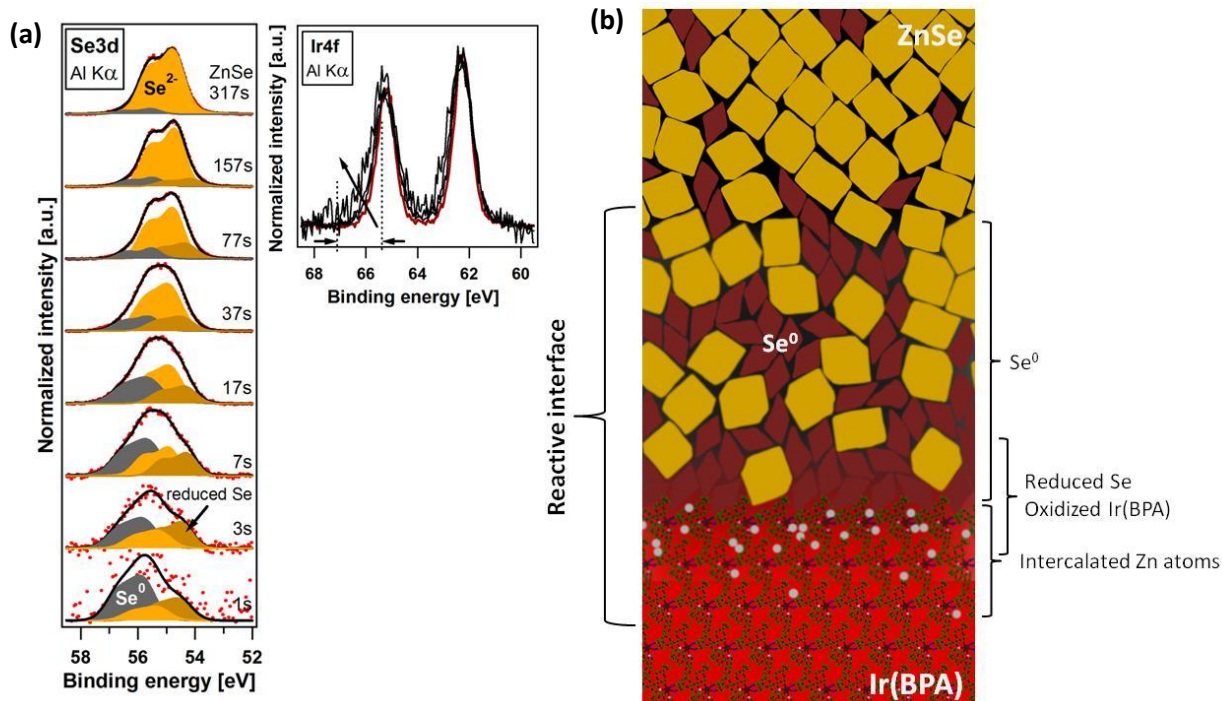 (a)
Se3d
Al Kα
Se2-
ZnSe
317s
157s
77s
37s
17s
7s
reduced Se
3s
Se0
1s
Normalized intensity [a.u.]
58 56 54 52
Binding energy [eV]
Ir4f
Al Kα
Normalized intensity [a.u.]
68 66 64 62 60
Binding energy [eV]
(b)
ZnSe
Reactive interface
Se0
Se0
Reduced Se
Oxidized Ir(BPA)
Intercalated Zn atoms
Ir(BPA)